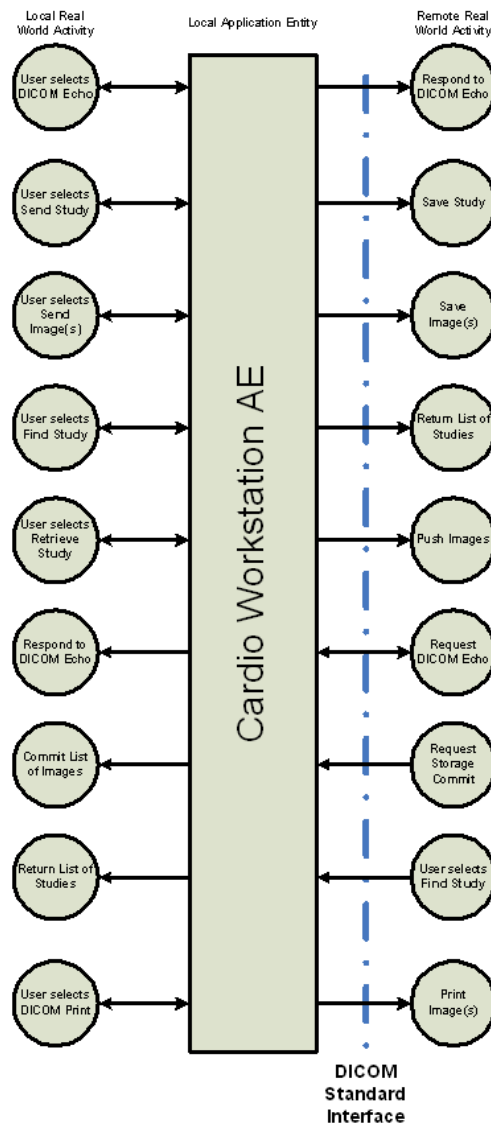 Local Real
World Activity
Local Application Entity
Remote Real
World Activity
User selects
DICOM Echo
Respond to
DICOM Echo
User selects
Send Study
Save Study
User selects
Send
Image(s)
Save
Image(s)
User selects
Find Study
Return List of
Studies
User selects
Retrieve
Study
Push Images
Respond to
DICOM Echo
Request
DICOM Echo
Commit List
of Images
Request
Storage
Commit
Return List of
Studies
User selects
Find Study
User selects
DICOM Print
Print
Image(s)
Cardio Workstation AE
DICOM
Standard
Interface